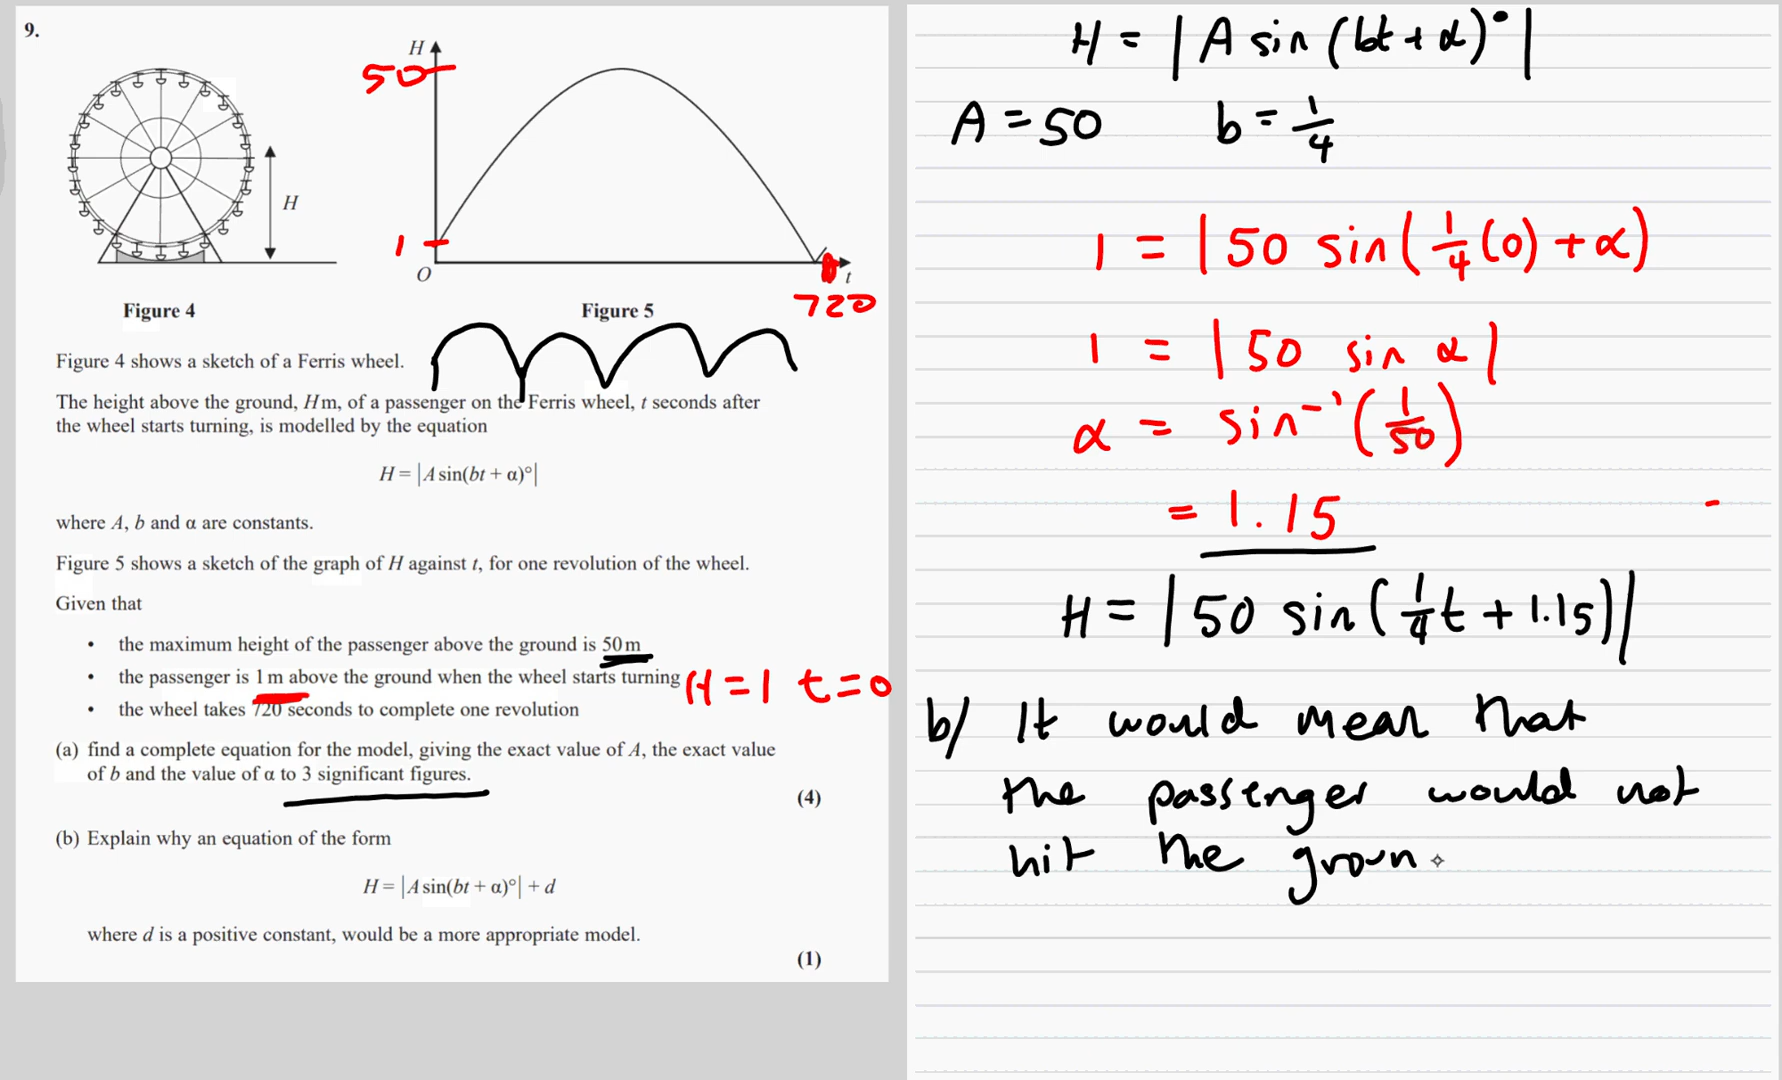 9.
H
50
1
O
t
720
H
Figure 4
Figure 5
Figure 4 shows a sketch of a Ferris wheel.
The height above the ground, Hm, of a passenger on the Ferris wheel, t seconds after
the wheel starts turning, is modelled by the equation
H = |A sin(bt + α)°|
where A, b and α are constants.
Figure 5 shows a sketch of the graph of H against t, for one revolution of the wheel.
Given that
• the maximum height of the passenger above the ground is 50 m
• the passenger is 1 m above the ground when the wheel starts turning H = 1 t = 0
• the wheel takes 720 seconds to complete one revolution
(a) find a complete equation for the model, giving the exact value of A, the exact value
of b and the value of α to 3 significant figures.
(4)
(b) Explain why an equation of the form
H = |A sin(bt + α)°| + d
where d is a positive constant, would be a more appropriate model.
(1)
H = |A sin(bt + α)°|
A = 50 b = 1/4
1 = |50 sin(1/4(0) + α)
1 = |50 sin α|
α = sin⁻¹(1/50)
= 1.15
H = |50 sin(1/4t + 1.15)|
b/ It would mean that
the passenger would not
hit the groun